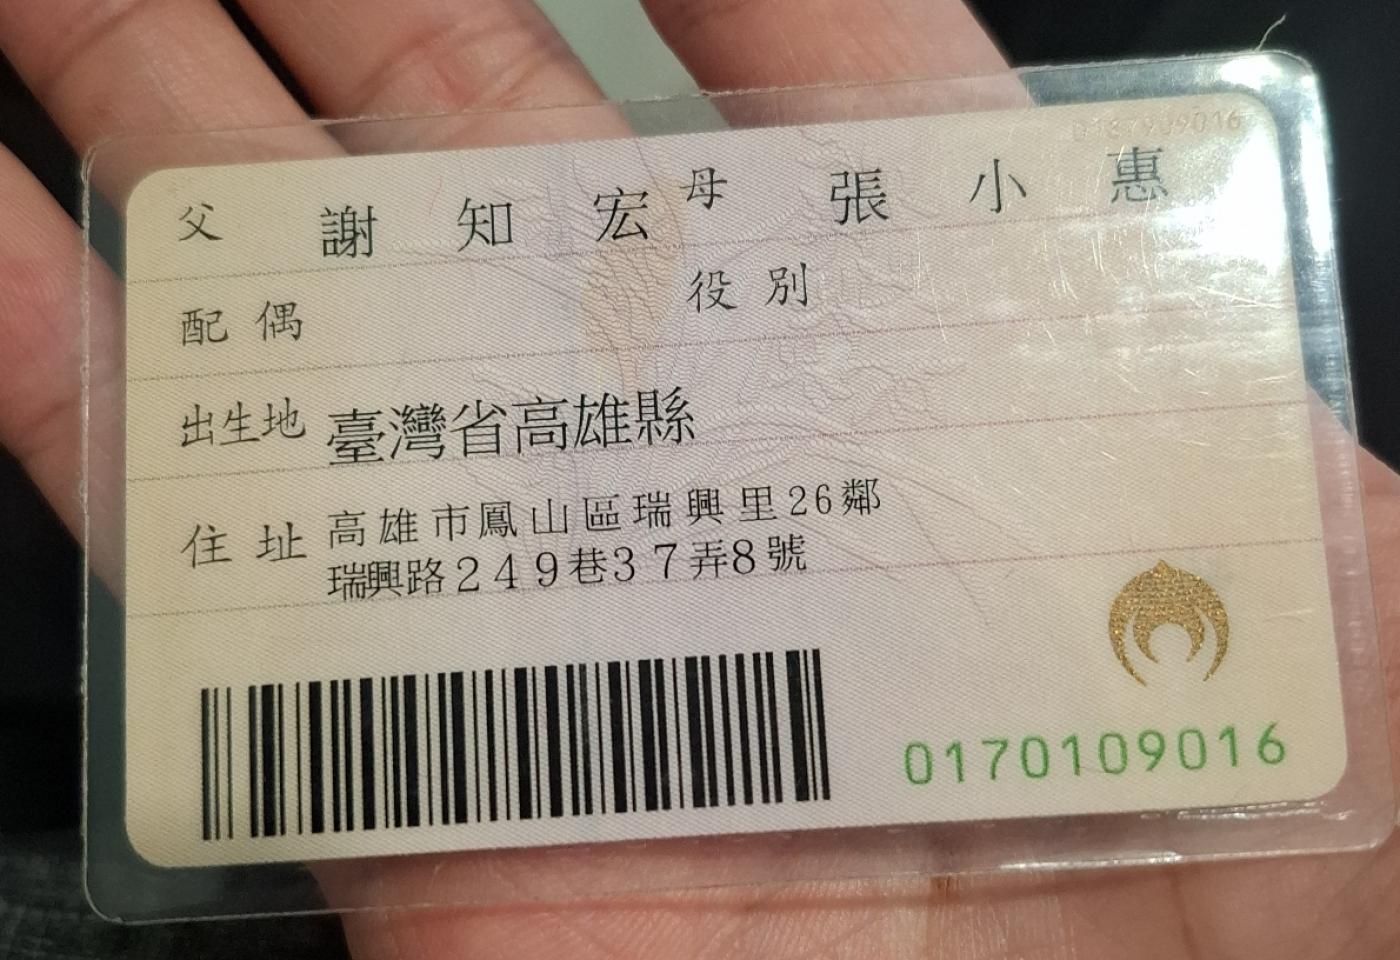 父 謝知宏 母 張小惠
配偶 役別
出生地 臺灣省高雄縣
住址 高雄市鳳山區瑞興里26鄰
瑞興路249巷37弄8號
0170109016